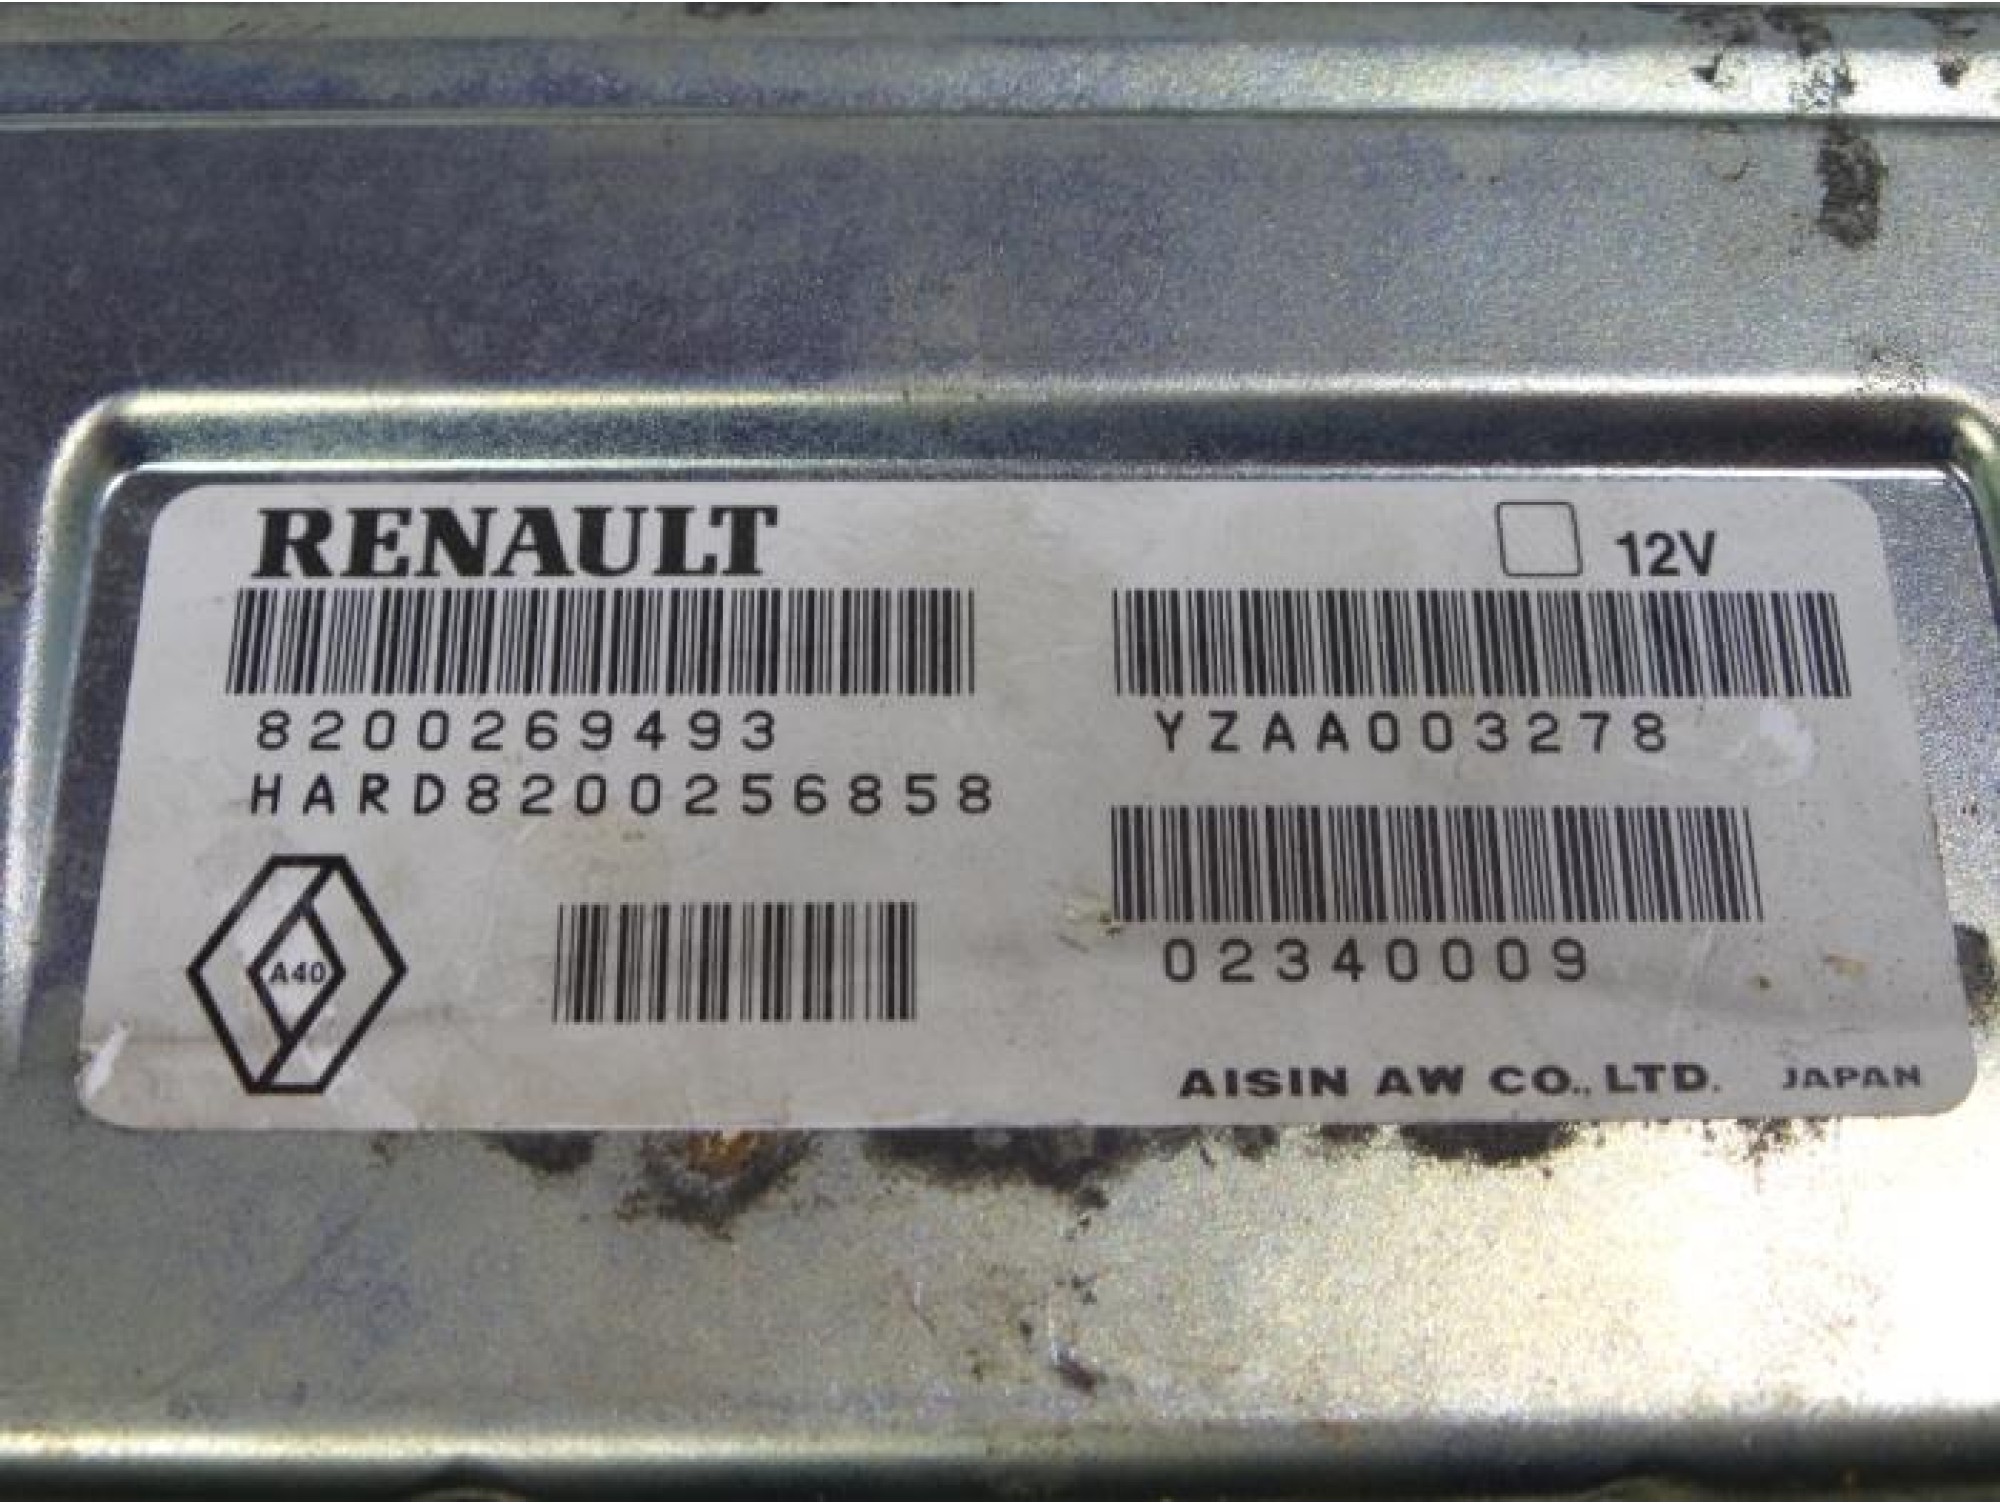 RENAULT
12V
8200269493
YZAA003278
HARD8200256858
A40
02340009
AISIN AW CO., LTD. JAPAN